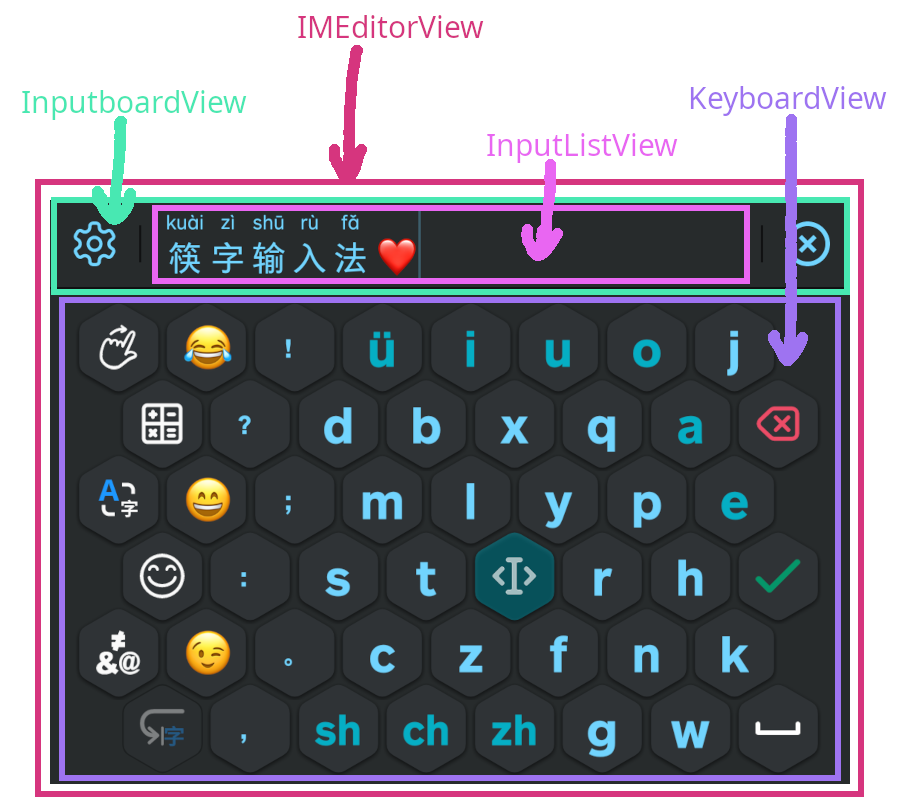 IMEditorView
InputboardView
KeyboardView
InputListView
kuài zì shū rù fǎ
筷字输入法❤️
! ü i u o j
? d b x q a
A 字 ; m l y p e
: s t r h
≠ &@ 。 c z f n k
字 , sh ch zh g w